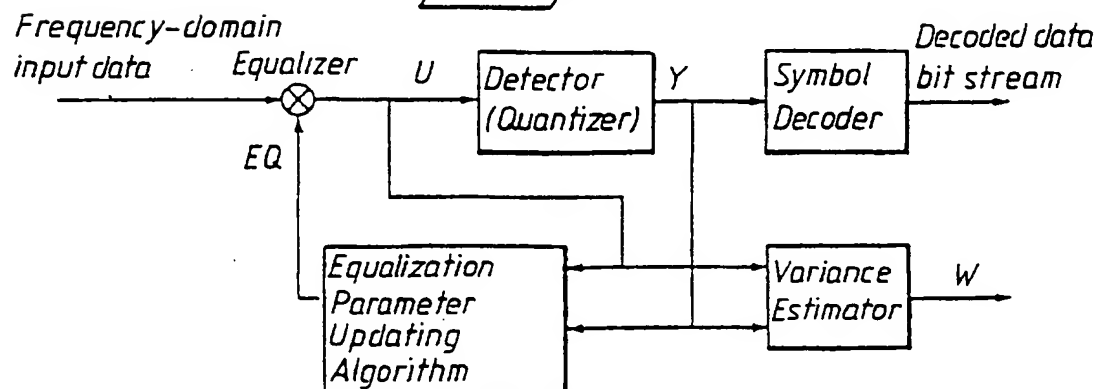 Frequency-domain
input data
Equalizer
U
Detector
(Quantizer)
Y
Symbol
Decoder
Decoded data
bit stream
EQ
Equalization
Parameter
Updating
Algorithm
Variance
Estimator
W